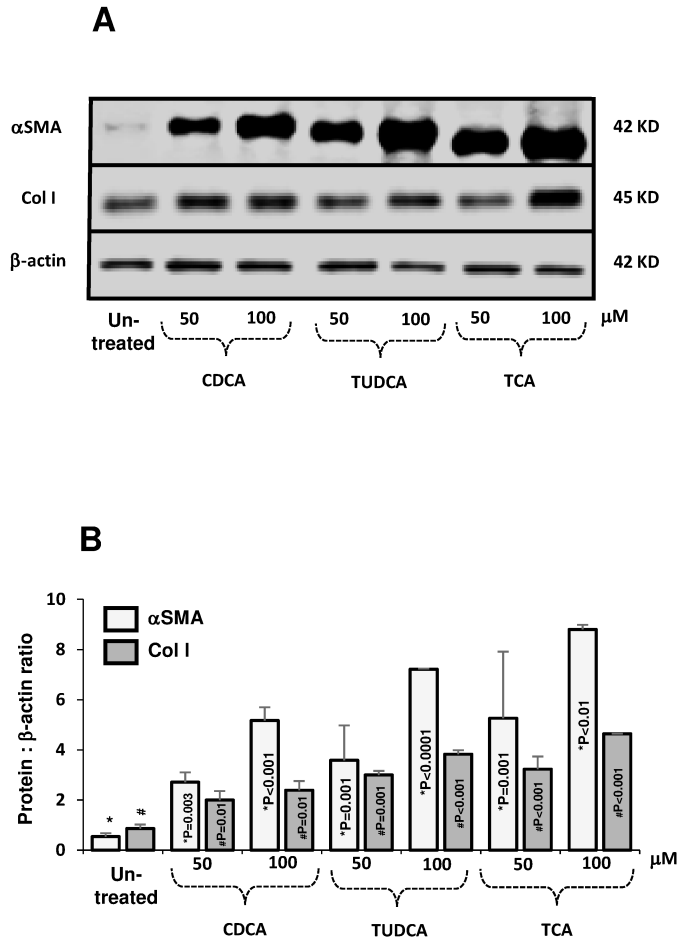 A
αSMA 42 KD
Col I 45 KD
β-actin 42 KD
Un-treated 50 100 50 100 50 100 μM
CDCA TUDCA TCA
B
Protein : β-actin ratio
10
8
6
4
2
0
αSMA
Col I
* #
*P=0.003 #P=0.01 *P<0.001 #P=0.01 *P=0.001 #P=0.001 *P<0.0001 #P<0.001 *P=0.001 #P<0.001 *P<0.01 #P<0.001
Un-treated 50 100 50 100 50 100 μM
CDCA TUDCA TCA